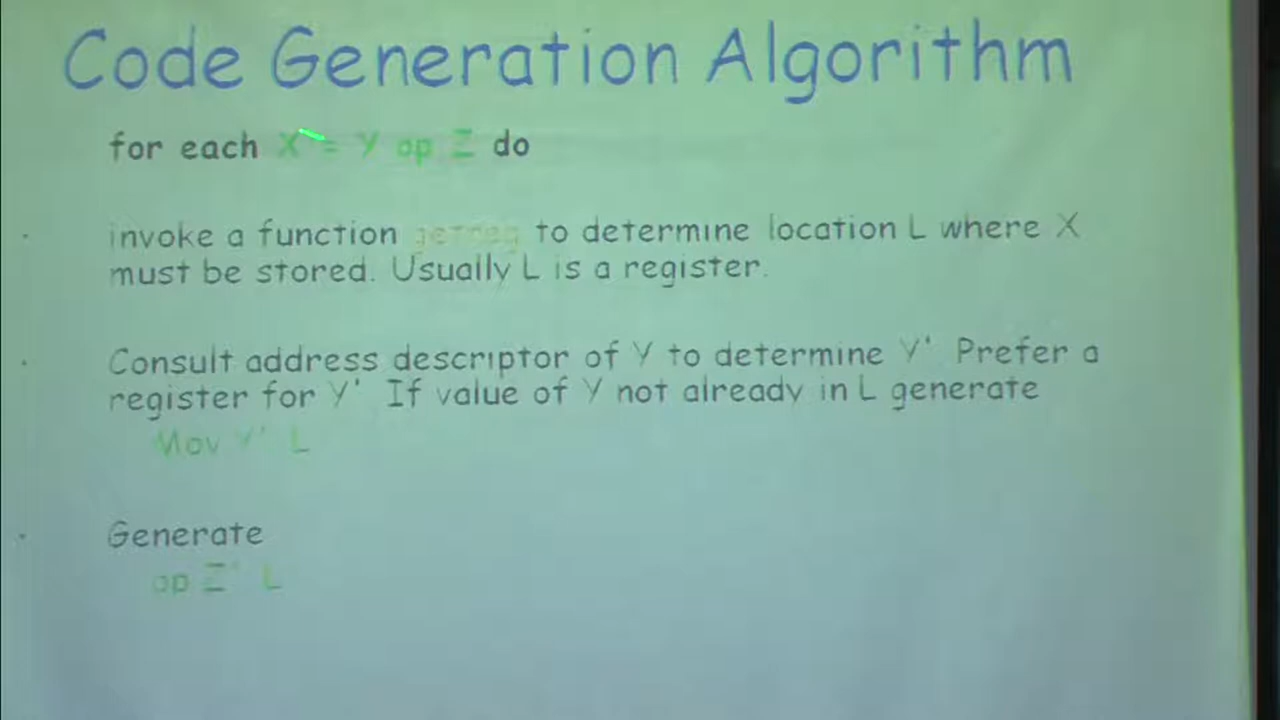 Code Generation Algorithm
for each X = Y op Z do
invoke a function getreg to determine location L where X
must be stored. Usually L is a register.
Consult address descriptor of Y to determine Y' Prefer a
register for Y' If value of Y not already in L generate
Mov Y' L
Generate
op Z' L